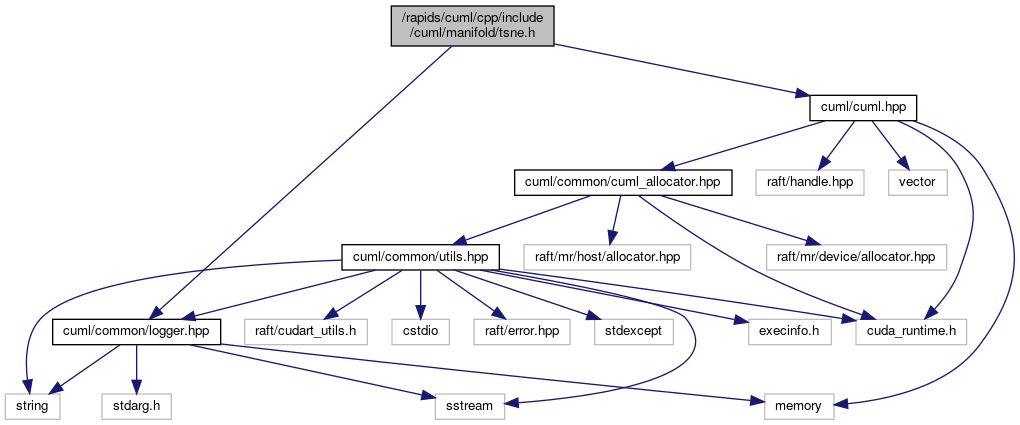 /rapids/cuml/cpp/include
/cuml/manifold/tsne.h
cuml/cuml.hpp
cuml/common/cuml_allocator.hpp
raft/handle.hpp
vector
cuml/common/utils.hpp
raft/mr/host/allocator.hpp
raft/mr/device/allocator.hpp
cuml/common/logger.hpp
raft/cudart_utils.h
cstdio
raft/error.hpp
stdexcept
execinfo.h
cuda_runtime.h
string
stdarg.h
sstream
memory